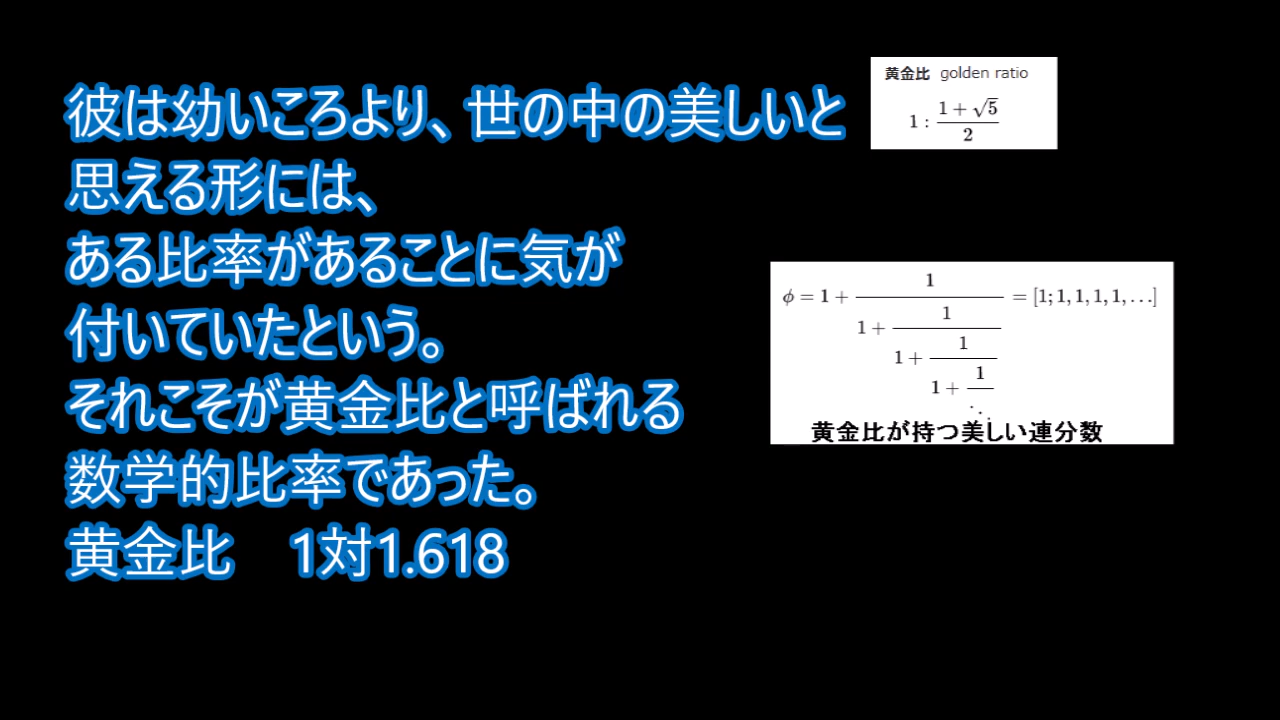 彼は幼いころより、世の中の美しいと
思える形には、
ある比率があることに気が
付いていたという。
それこそが黄金比と呼ばれる
数学的比率であった。
黄金比　1対1.618
黄金比 golden ratio
1 : (1 + √5) / 2
ϕ = 1 + 1/(1 + 1/(1 + 1/(1 + 1/⋱))) = [1; 1, 1, 1, 1, …]
黄金比が持つ美しい連分数